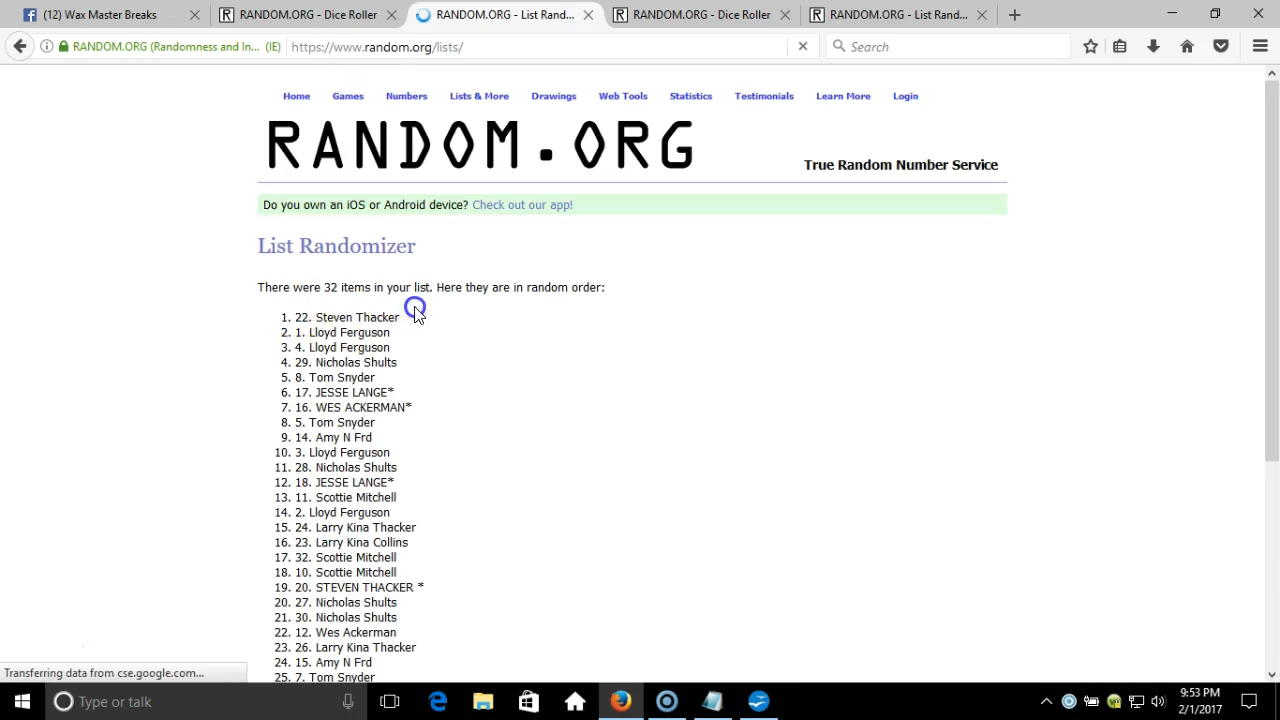 (12) Wax Master Breaks
RANDOM.ORG - Dice Roller
RANDOM.ORG - List Rand...
RANDOM.ORG - Dice Roller
RANDOM.ORG - List Ran...
RANDOM.ORG (Randomness and In... (IE)
https://www.random.org/lists/
Search
Home Games Numbers Lists & More Drawings Web Tools Statistics Testimonials Learn More Login
RANDOM.ORG
True Random Number Service
Do you own an iOS or Android device? Check out our app!
List Randomizer
There were 32 items in your list. Here they are in random order:
1. 22. Steven Thacker
2. 1. Lloyd Ferguson
3. 4. Lloyd Ferguson
4. 29. Nicholas Shults
5. 8. Tom Snyder
6. 17. JESSE LANGE*
7. 16. WES ACKERMAN*
8. 5. Tom Snyder
9. 14. Amy N Frd
10. 3. Lloyd Ferguson
11. 28. Nicholas Shults
12. 18. JESSE LANGE*
13. 11. Scottie Mitchell
14. 2. Lloyd Ferguson
15. 24. Larry Kina Thacker
16. 23. Larry Kina Collins
17. 32. Scottie Mitchell
18. 10. Scottie Mitchell
19. 20. STEVEN THACKER *
20. 27. Nicholas Shults
21. 30. Nicholas Shults
22. 12. Wes Ackerman
23. 26. Larry Kina Thacker
24. 15. Amy N Frd
25. 7. Tom Snyder
Transferring data from cse.google.com...
Type or talk
9:53 PM
2/1/2017